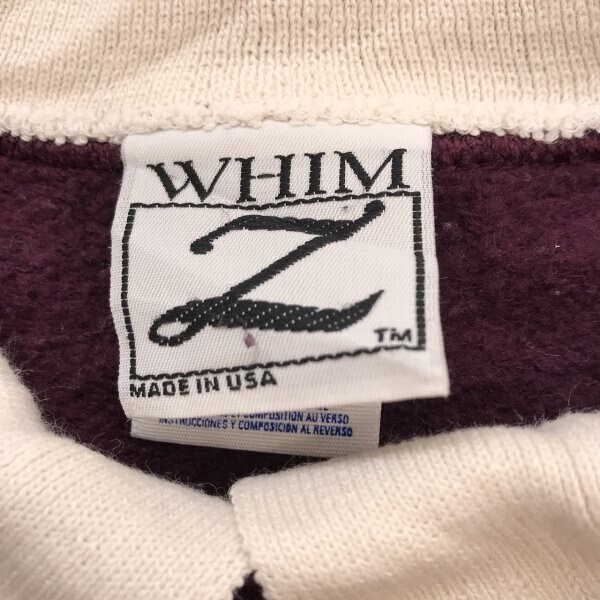 WHIM
Z
TM
MADE IN USA
COMPOSITION AU VERSO
INSTRUCCIONES Y COMPOSICION AL REVERSO